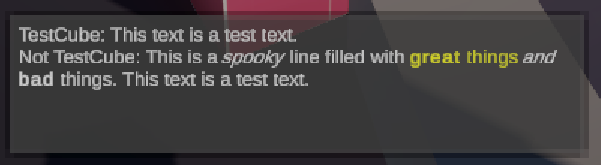 TestCube: This text is a test text.
Not TestCube: This is a spooky line filled with great things and
bad things. This text is a test text.